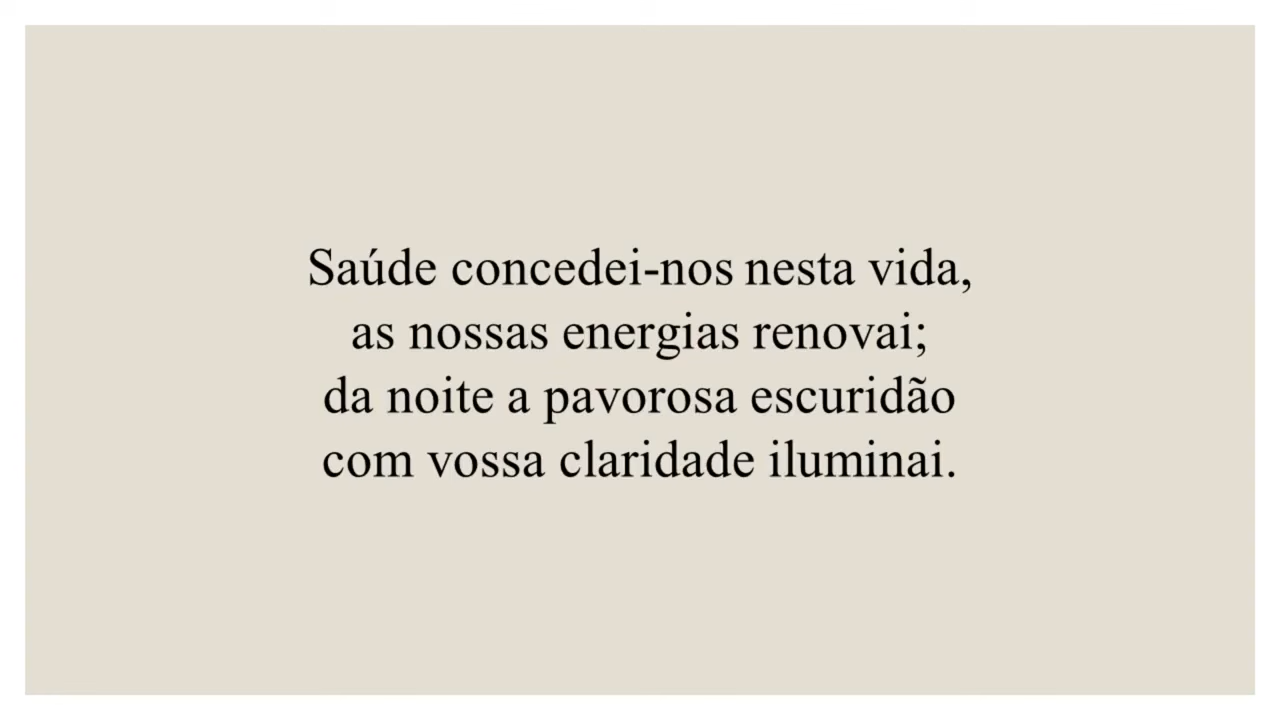 Saúde concedei-nos nesta vida,
as nossas energias renovai;
da noite a pavorosa escuridão
com vossa claridade iluminai.